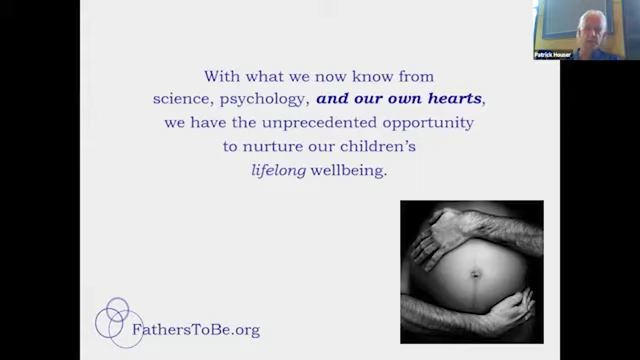 Patrick Houser
With what we now know from
science, psychology, and our own hearts,
we have the unprecedented opportunity
to nurture our children's
lifelong wellbeing.
FathersToBe.org